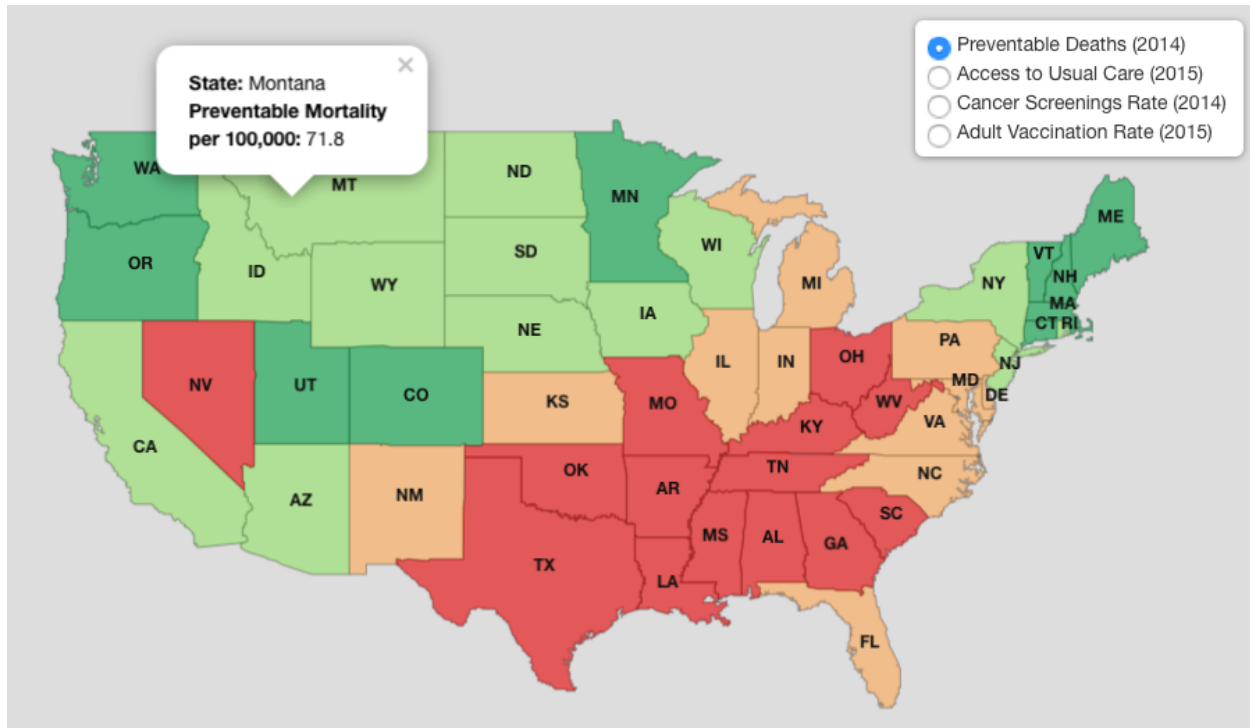 ×
State: Montana
Preventable Mortality
per 100,000: 71.8
Preventable Deaths (2014)
Access to Usual Care (2015)
Cancer Screenings Rate (2014)
Adult Vaccination Rate (2015)
WA
MT
ND
MN
ME
OR
ID
SD
WI
VT
NH
WY
MI
NY
MA
NE
IA
CT
RI
NV
UT
CO
KS
MO
IL
IN
OH
PA
NJ
MD
DE
WV
VA
KY
CA
AZ
NM
OK
AR
TN
NC
SC
TX
LA
MS
AL
GA
FL